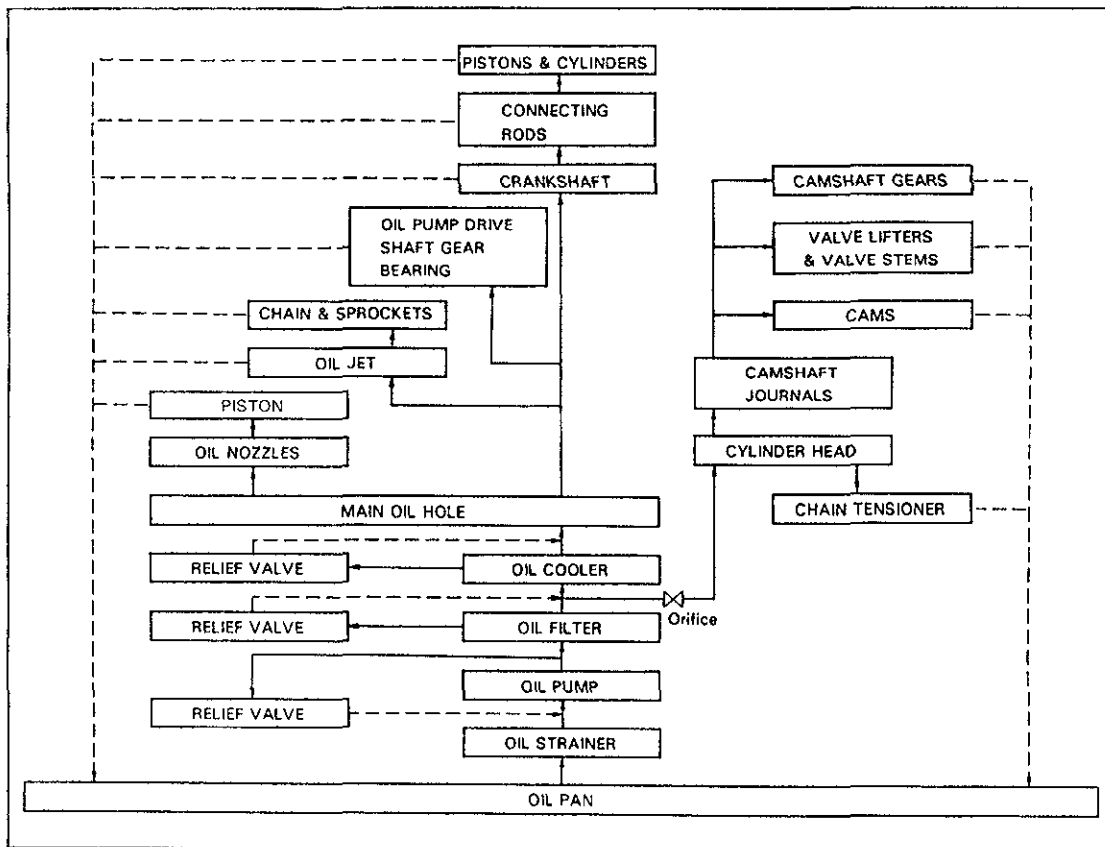 PISTONS & CYLINDERS
CONNECTING
RODS
CRANKSHAFT
CAMSHAFT GEARS
OIL PUMP DRIVE
SHAFT GEAR
BEARING
VALVE LIFTERS
& VALVE STEMS
CHAIN & SPROCKETS
CAMS
OIL JET
CAMSHAFT
JOURNALS
PISTON
OIL NOZZLES
CYLINDER HEAD
MAIN OIL HOLE
CHAIN TENSIONER
RELIEF VALVE
OIL COOLER
Orifice
RELIEF VALVE
OIL FILTER
OIL PUMP
RELIEF VALVE
OIL STRAINER
OIL PAN